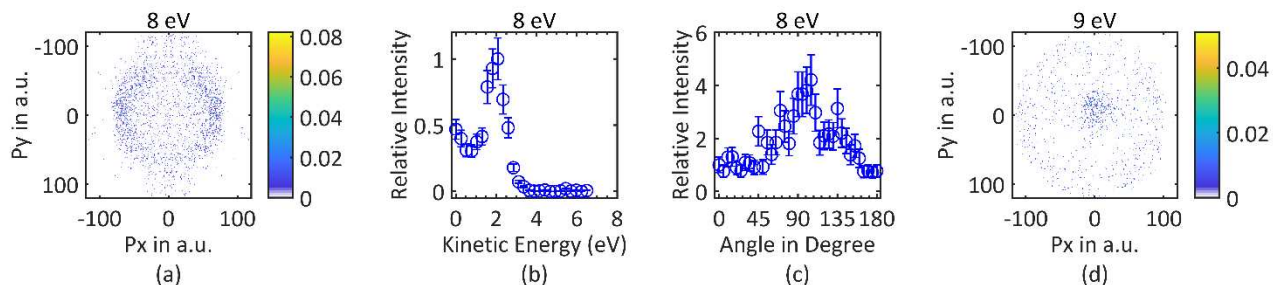 8 eV
-100
0
100
Py in a.u.
-100 0 100
Px in a.u.
0.08
0.06
0.04
0.02
0
(a)
8 eV
Relative Intensity
1
0.5
0
0 2 4 6 8
Kinetic Energy (eV)
(b)
8 eV
Relative Intensity
6
4
2
0
0 45 90 135 180
Angle in Degree
(c)
9 eV
-100
0
100
Py in a.u.
-100 0 100
Px in a.u.
0.04
0.02
0
(d)